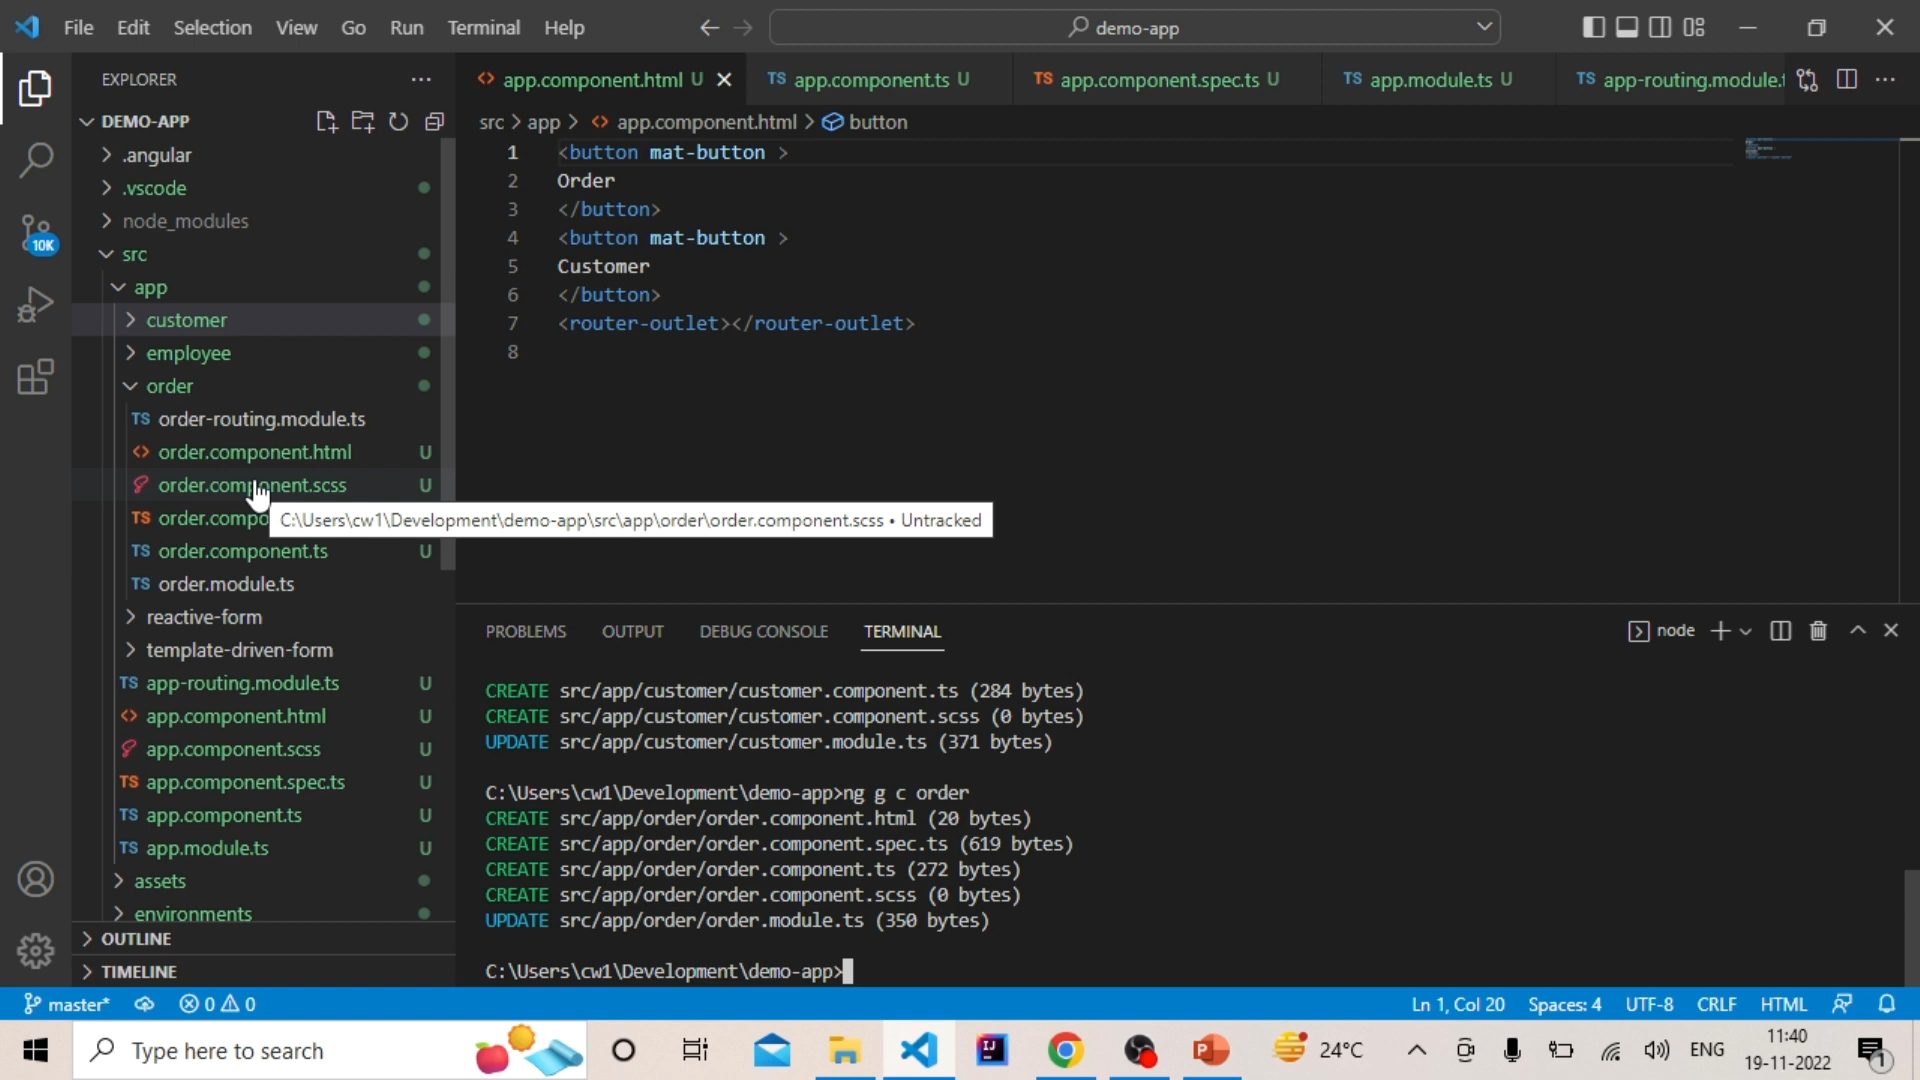 File Edit Selection View Go Run Terminal Help
demo-app
EXPLORER
app.component.html U
TS app.component.ts U
TS app.component.spec.ts U
TS app.module.ts U
TS app-routing.module.t
DEMO-APP
src > app > app.component.html > button
.angular
.vscode
node_modules
10K
src
app
customer
employee
order
TS order-routing.module.ts
order.component.html U
order.component.scss U
TS order.compo
C:\Users\cw1\Development\demo-app\src\app\order\order.component.scss • Untracked
TS order.component.ts U
TS order.module.ts
reactive-form
template-driven-form
TS app-routing.module.ts U
app.component.html U
app.component.scss U
TS app.component.spec.ts U
TS app.component.ts U
TS app.module.ts U
assets
environments
OUTLINE
TIMELINE
1 <button mat-button >
2 Order
3 </button>
4 <button mat-button >
5 Customer
6 </button>
7 <router-outlet></router-outlet>
8
PROBLEMS OUTPUT DEBUG CONSOLE TERMINAL
node
CREATE src/app/customer/customer.component.ts (284 bytes)
CREATE src/app/customer/customer.component.scss (0 bytes)
UPDATE src/app/customer/customer.module.ts (371 bytes)
C:\Users\cw1\Development\demo-app>ng g c order
CREATE src/app/order/order.component.html (20 bytes)
CREATE src/app/order/order.component.spec.ts (619 bytes)
CREATE src/app/order/order.component.ts (272 bytes)
CREATE src/app/order/order.component.scss (0 bytes)
UPDATE src/app/order/order.module.ts (350 bytes)
C:\Users\cw1\Development\demo-app>
master* 0 0
Ln 1, Col 20 Spaces: 4 UTF-8 CRLF HTML
Type here to search
24°C
ENG
11:40
19-11-2022
1